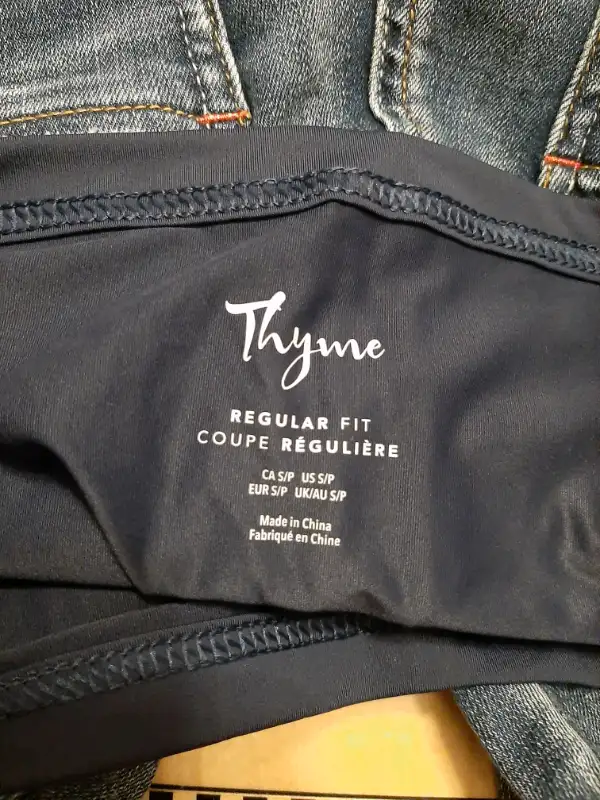 Thyme
REGULAR FIT
COUPE RÉGULIÈRE
CA S/P US S/P
EUR S/P UK/AU S/P
Made in China
Fabriqué en Chine